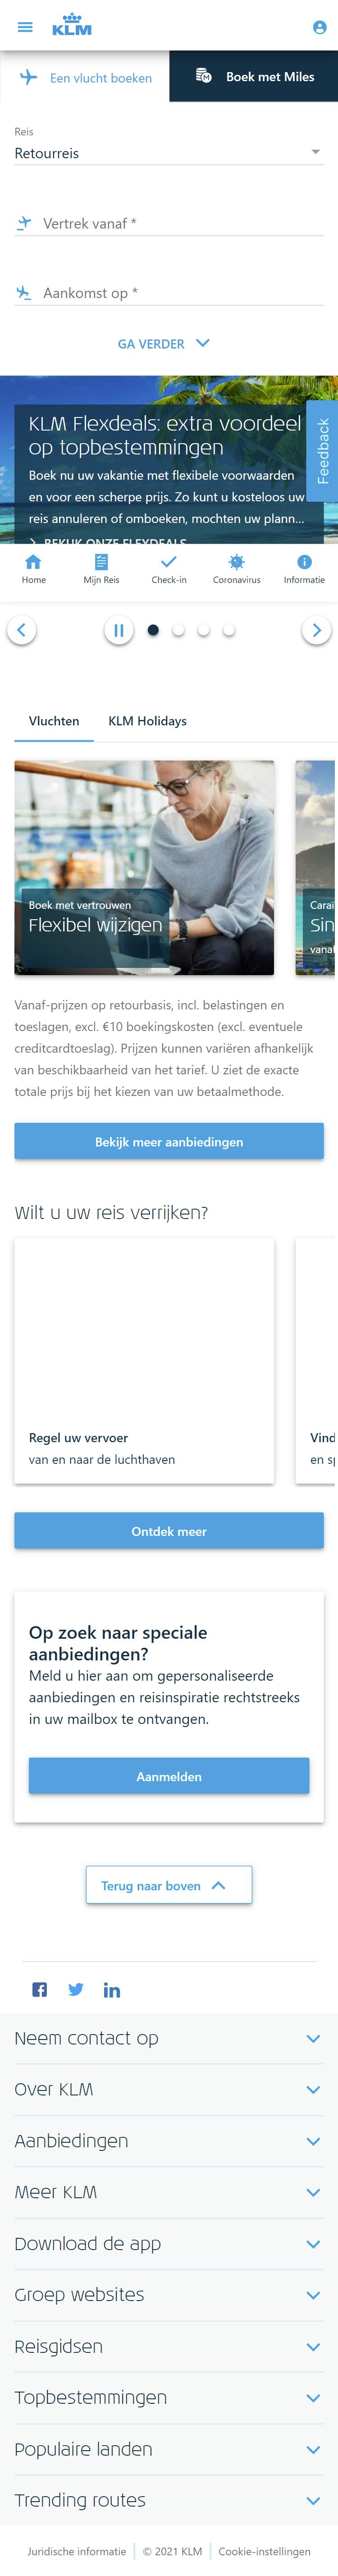 KLM
Een vlucht boeken
Boek met Miles
Reis
Retourreis
Vertrek vanaf *
Aankomst op *
GA VERDER
KLM Flexdeals: extra voordeel
op topbestemmingen
Boek nu uw vakantie met flexibele voorwaarden
en voor een scherpe prijs. Zo kunt u kosteloos uw
reis annuleren of omboeken, mochten uw plann...
BEKIJK ONZE FLEXDEALS
Feedback
Home
Mijn Reis
Check-in
Coronavirus
Informatie
Vluchten
KLM Holidays
Boek met vertrouwen
Flexibel wijzigen
Caraï
Sin
vanaf
Vanaf-prijzen op retourbasis, incl. belastingen en
toeslagen, excl. €10 boekingskosten (excl. eventuele
creditcardtoeslag). Prijzen kunnen variëren afhankelijk
van beschikbaarheid van het tarief. U ziet de exacte
totale prijs bij het kiezen van uw betaalmethode.
Bekijk meer aanbiedingen
Wilt u uw reis verrijken?
Regel uw vervoer
van en naar de luchthaven
Vind
en s
Ontdek meer
Op zoek naar speciale
aanbiedingen?
Meld u hier aan om gepersonaliseerde
aanbiedingen en reisinspiratie rechtstreeks
in uw mailbox te ontvangen.
Aanmelden
Terug naar boven
Neem contact op
Over KLM
Aanbiedingen
Meer KLM
Download de app
Groep websites
Reisgidsen
Topbestemmingen
Populaire landen
Trending routes
Juridische informatie
© 2021 KLM
Cookie-instellingen